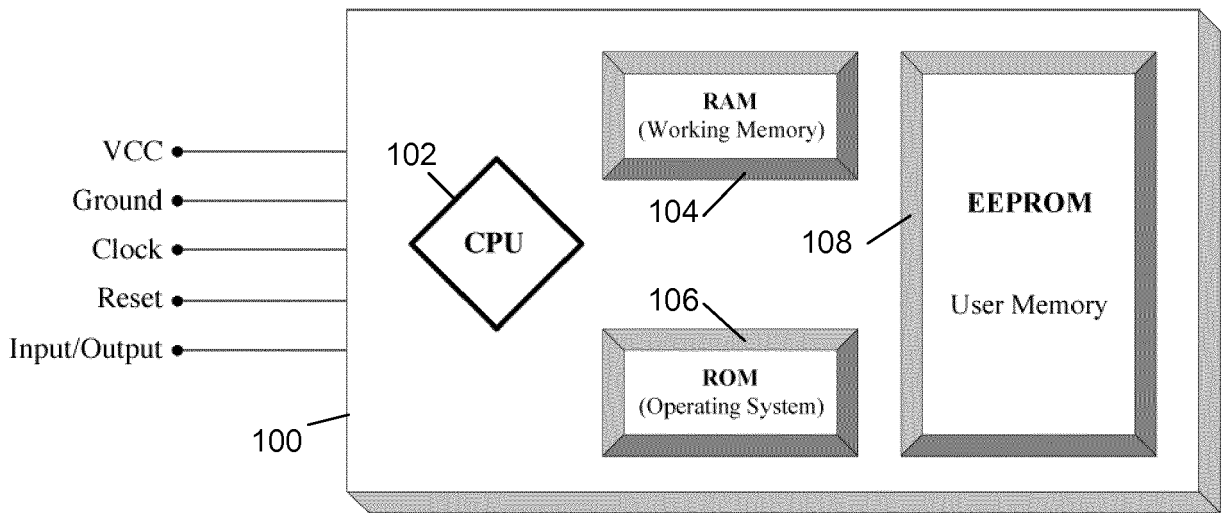 VCC
Ground
Clock
Reset
Input/Output
100
102
CPU
RAM
(Working Memory)
104
106
ROM
(Operating System)
108
EEPROM
User Memory